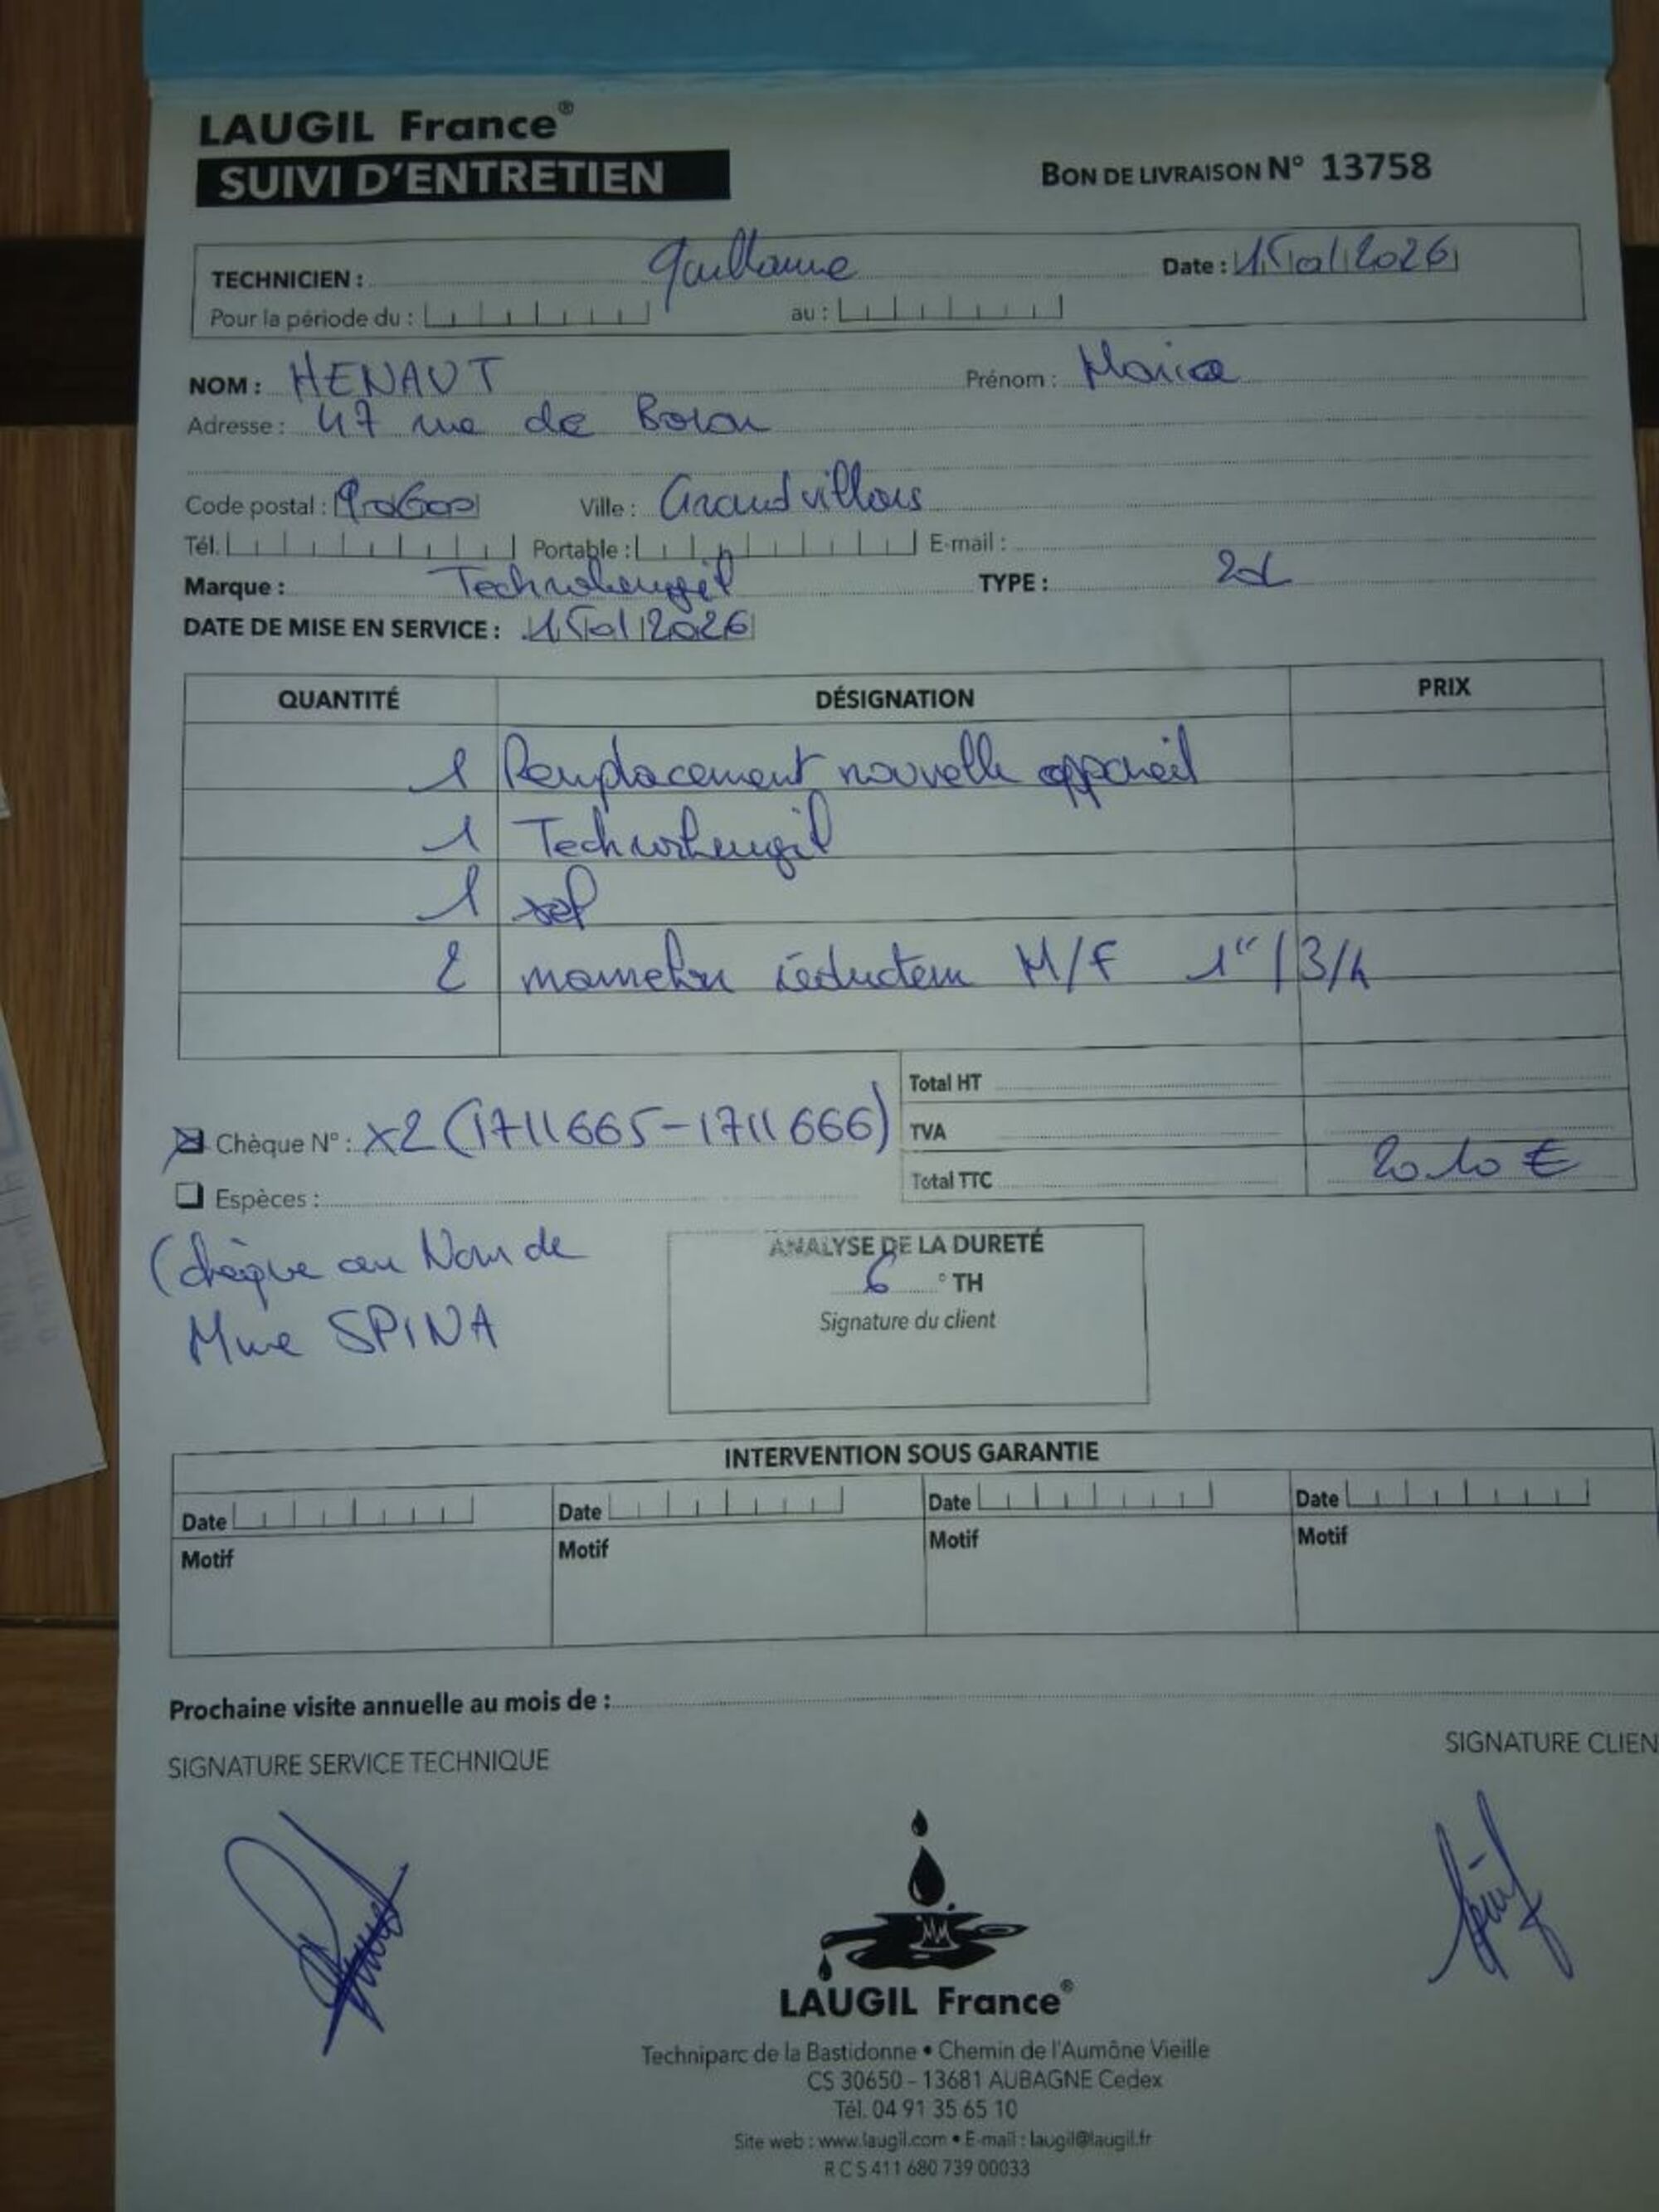 LAUGIL France®
SUIVI D'ENTRETIEN
BON DE LIVRAISON N° 13758
TECHNICIEN : Guillaume Date : 15/01/2026
Pour la période du : au :
NOM : HENAUT Prénom :
Adresse : 47 rue de Boron
Code postal : 90600 Ville : Grandvillars
Tél. Portable : E-mail :
Marque : TYPE :
DATE DE MISE EN SERVICE : 15/01/2026
QUANTITÉ DÉSIGNATION PRIX
1 Remplacement nouvelle appareil
1
1
2 mamelon réducteur M/F 1"/3/4
Total HT
Chèque N° : x2 (1711665-1711666) TVA
Total TTC 2010 €
Espèces :
(Chèque au Nom de
Mme SPINA
ANALYSE DE LA DURETÉ
6 °TH
Signature du client
INTERVENTION SOUS GARANTIE
Date Date Date Date
Motif Motif Motif Motif
Prochaine visite annuelle au mois de :
SIGNATURE SERVICE TECHNIQUE SIGNATURE CLIEN
LAUGIL France®
Techniparc de la Bastidonne • Chemin de l'Aumône Vieille
CS 30650 - 13681 AUBAGNE Cedex
Tél. 04 91 35 65 10
Site web : www.laugil.com • E-mail : laugil@laugil.fr
R C S 411 680 739 00033